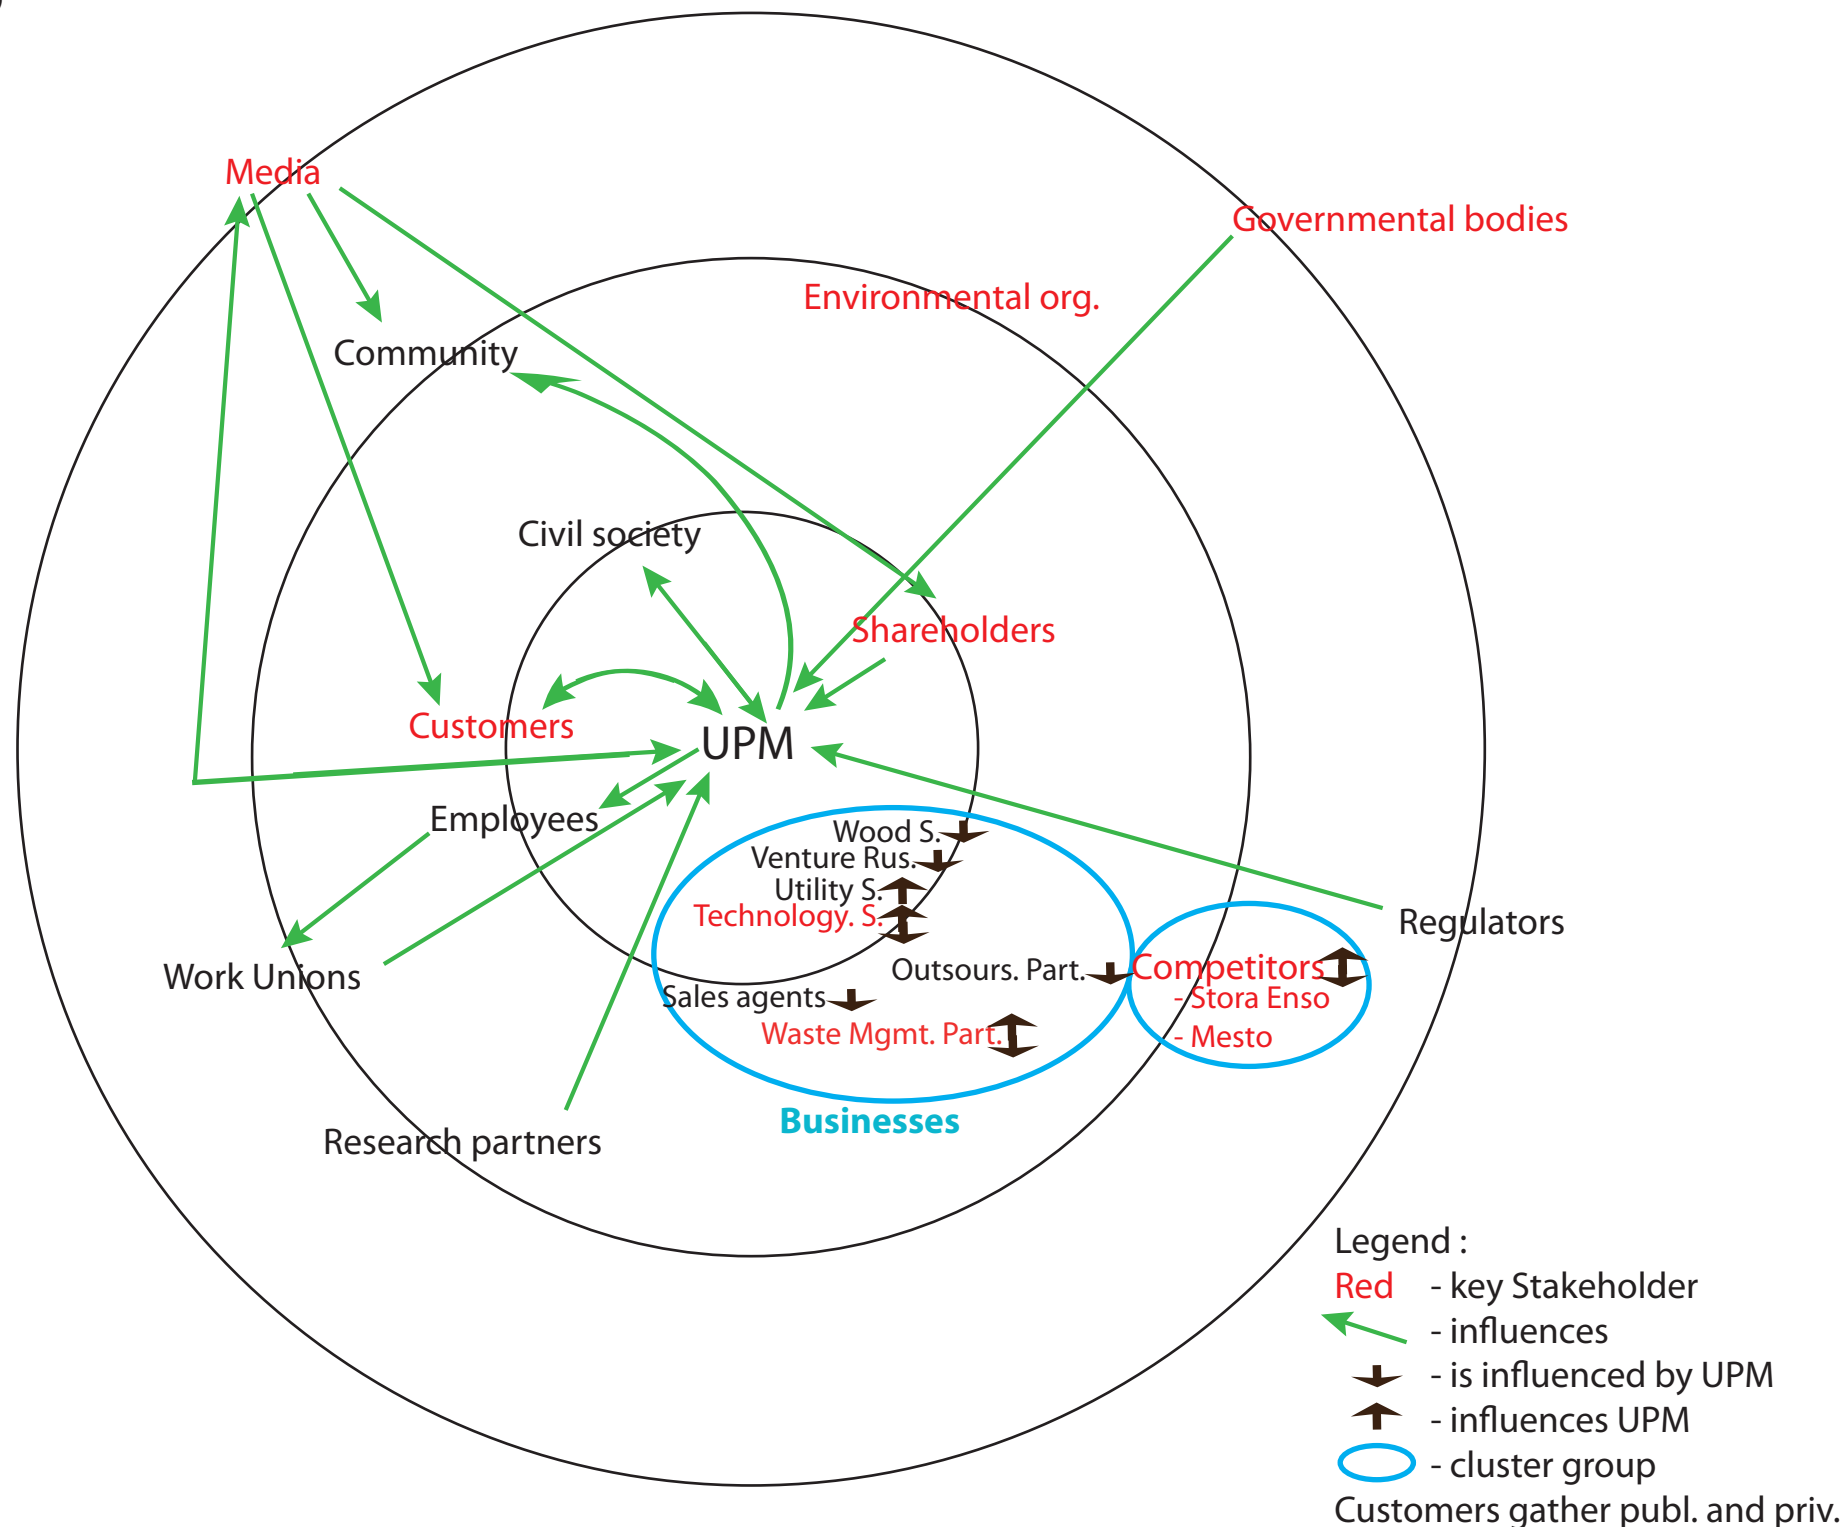 Media
Governmental bodies
Environmental org.
Community
Civil society
Shareholders
Customers
UPM
Employees
Wood S.
Venture Rus.
Utility S.
Technology. S.
Regulators
Work Unions
Outsours. Part.
Competitors
- Stora Enso
- Mesto
Sales agents
Waste Mgmt. Part.
Businesses
Research partners
Legend :
Red - key Stakeholder
- influences
- is influenced by UPM
- influences UPM
- cluster group
Customers gather publ. and priv.